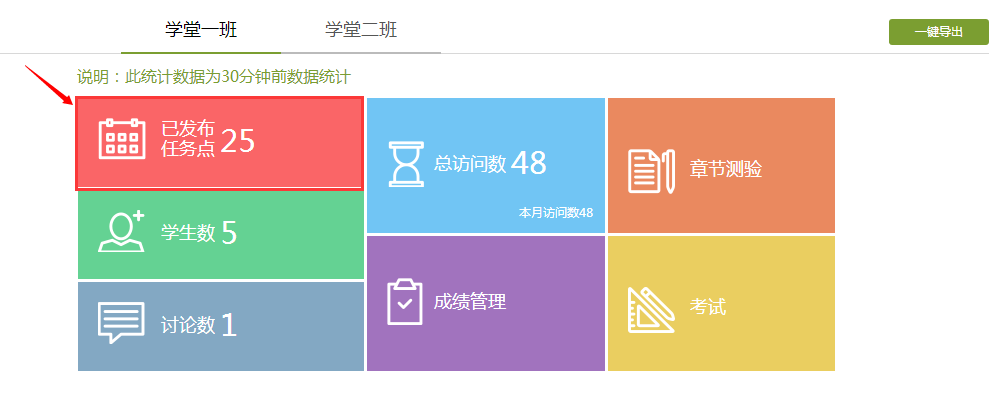 学堂一班
学堂二班
一键导出
说明：此统计数据为30分钟前数据统计
已发布
任务点 25
总访问数 48
本月访问数48
章节测验
学生数 5
讨论数 1
成绩管理
考试